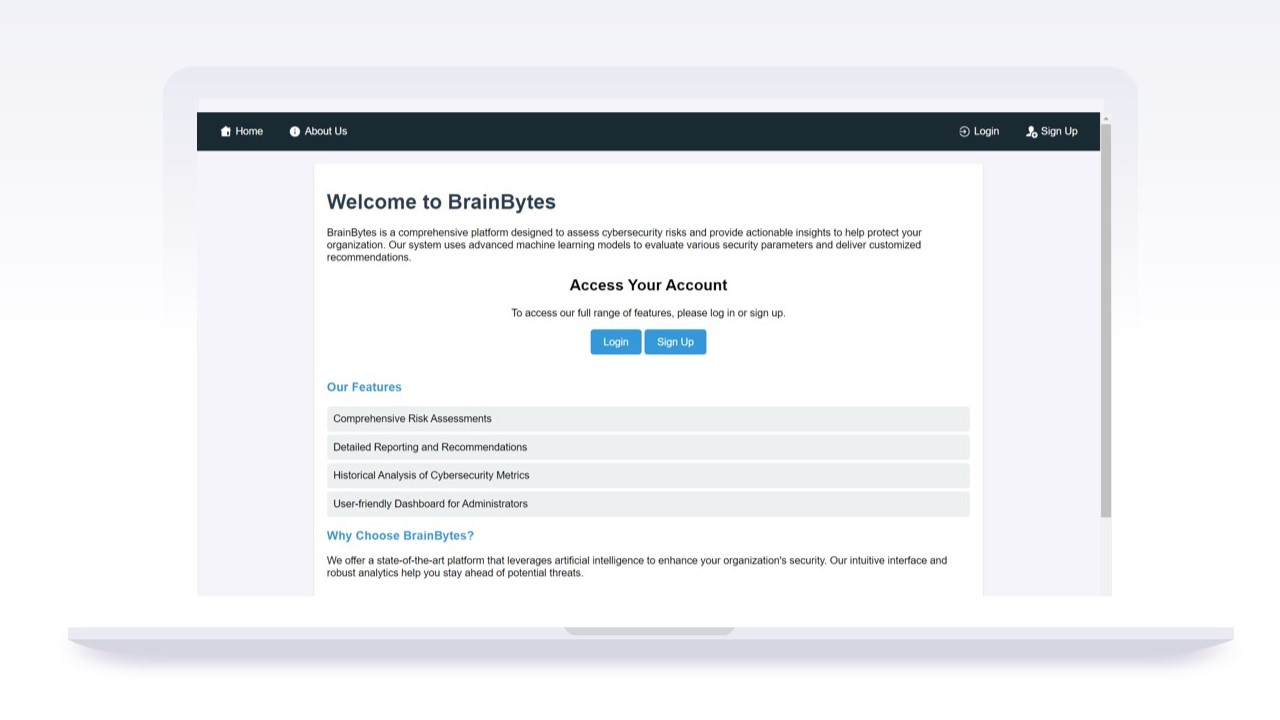 Home About Us Login Sign Up
Welcome to BrainBytes
BrainBytes is a comprehensive platform designed to assess cybersecurity risks and provide actionable insights to help protect your
organization. Our system uses advanced machine learning models to evaluate various security parameters and deliver customized
recommendations.
Access Your Account
To access our full range of features, please log in or sign up.
Login Sign Up
Our Features
Comprehensive Risk Assessments
Detailed Reporting and Recommendations
Historical Analysis of Cybersecurity Metrics
User-friendly Dashboard for Administrators
Why Choose BrainBytes?
We offer a state-of-the-art platform that leverages artificial intelligence to enhance your organization's security. Our intuitive interface and
robust analytics help you stay ahead of potential threats.